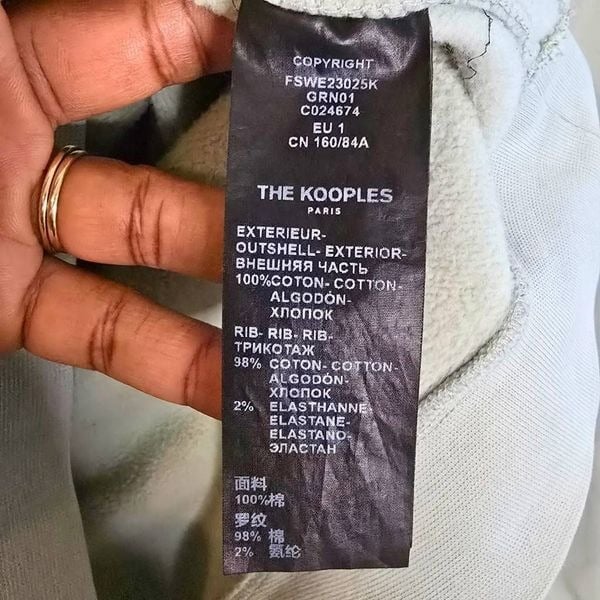 COPYRIGHT
FSWE23025K
GRN01
C024674
EU 1
CN 160/84A
THE KOOPLES
PARIS
EXTERIEUR-
OUTSHELL- EXTERIOR-
ВНЕШНЯЯ ЧАСТЬ
100%COTON- COTTON-
ALGODÓN-
ХЛОПОК
RIB- RIB- RIB-
ТРИКОТАЖ
98% COTON- COTTON-
ALGODÓN-
ХЛОПОК
2% ELASTHANNE-
ELASTANE-
ELASTANO-
ЭЛАСТАН
面料
100%棉
罗纹
98% 棉
2% 氨纶